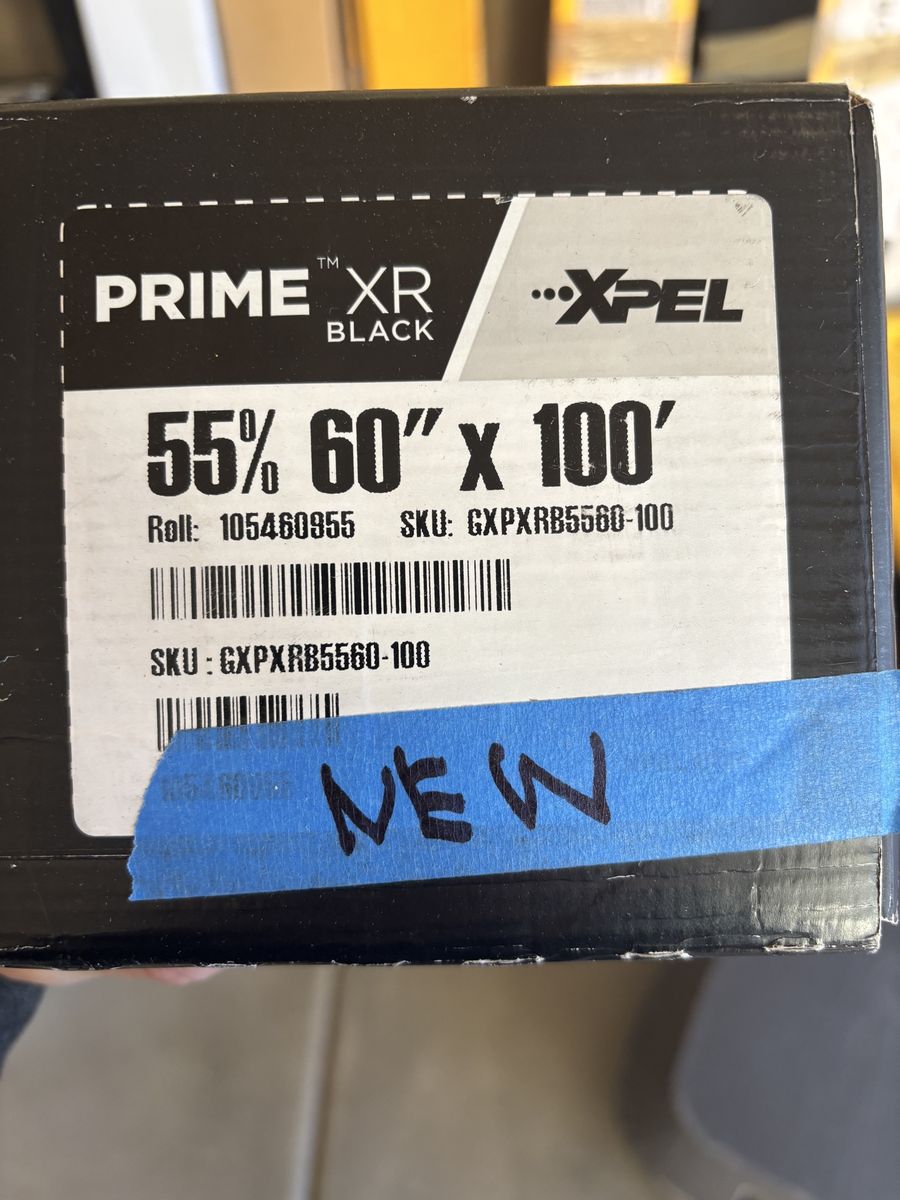 PRIME™ XR
BLACK
XPEL
55% 60" x 100'
Roll: 105460955 SKU: GXPXRB5560-100
SKU : GXPXRB5560-100
NEW